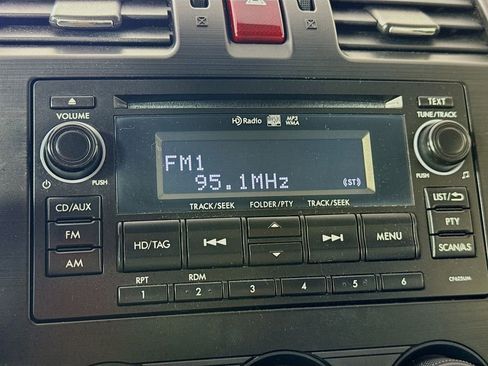 HD Radio MP3 WMA
TEXT
VOLUME
TUNE/TRACK
FM1
95.1MHz (ST)
PUSH
PUSH
TRACK/SEEK FOLDER/PTY TRACK/SEEK
CD/AUX
LIST/
FM
HD/TAG
MENU
PTY
AM
SCAN/AS
RPT RDM
1 2 3 4 5 6